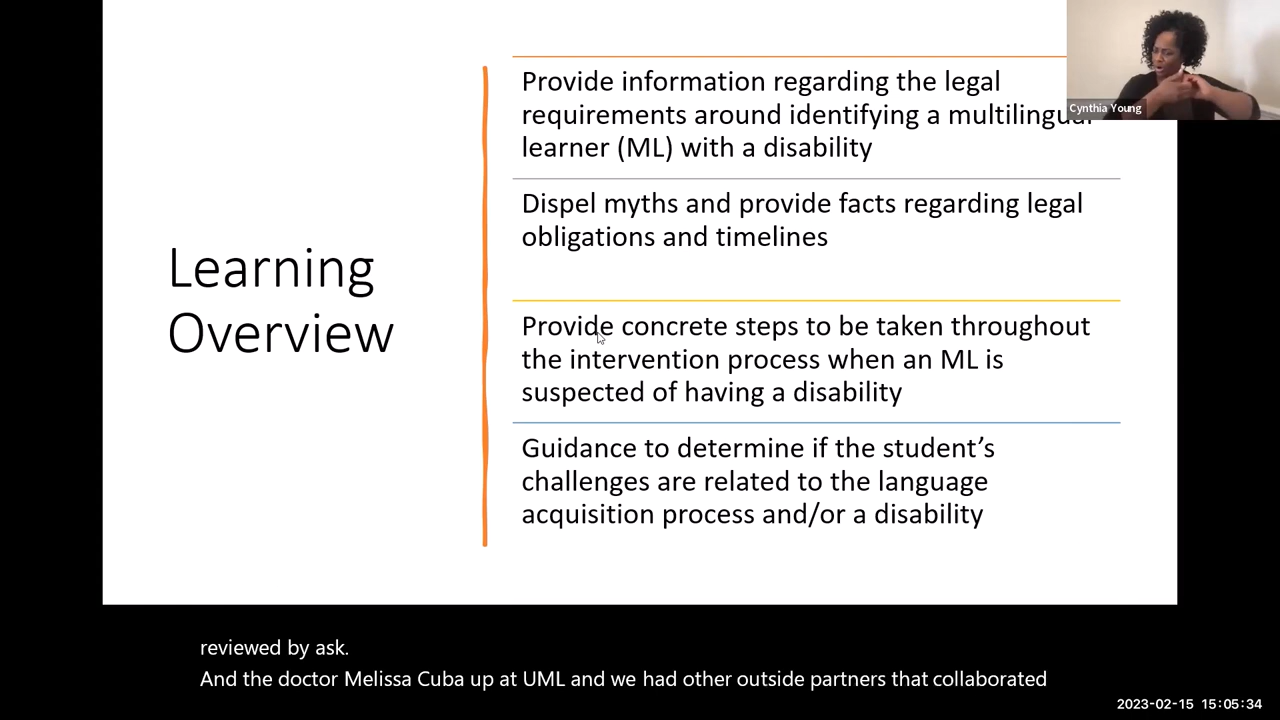 Learning
Overview
Provide information regarding the legal
requirements around identifying a multilingual
learner (ML) with a disability
Dispel myths and provide facts regarding legal
obligations and timelines
Provide concrete steps to be taken throughout
the intervention process when an ML is
suspected of having a disability
Guidance to determine if the student’s
challenges are related to the language
acquisition process and/or a disability
Cynthia Young
reviewed by ask.
And the doctor Melissa Cuba up at UML and we had other outside partners that collaborated
2023-02-15 15:05:34